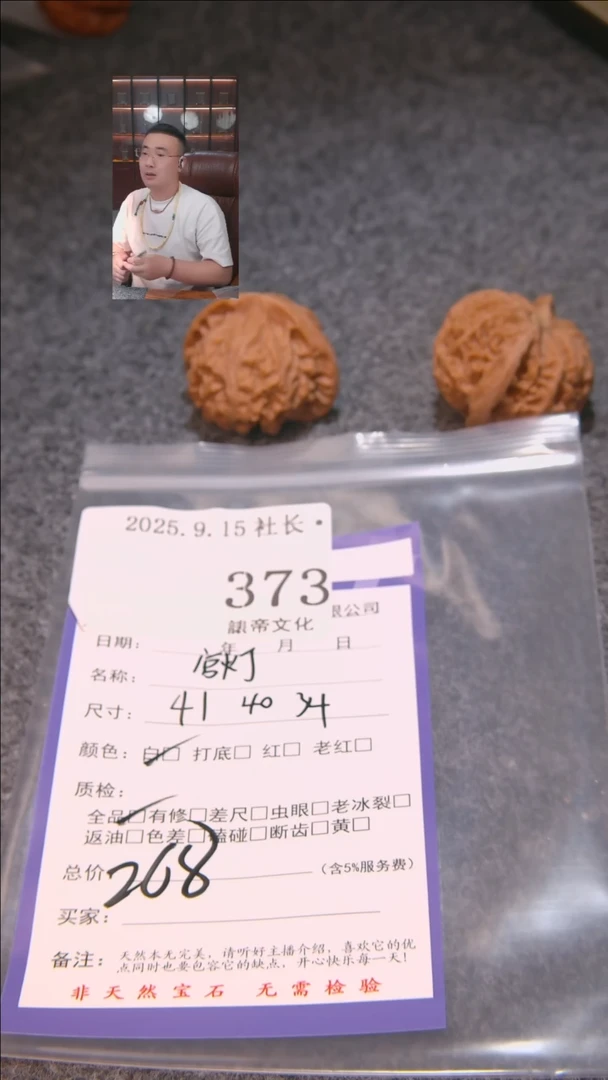 2025.9.15社长·
373
限公司
號帝文化
日期： 年 月 日
名称：官灯
尺寸：41 40 34
颜色：白□ 打底□ 红□ 老红□
质检：
全品□有修□差尺□虫眼□老冰裂□
返油□色差□磕碰□断齿□黄□
总价 268 （含5%服务费）
买家：
备注：天然本无完美，请听好主播介绍，喜欢它的优
点同时也要包容它的缺点，开心快乐每一天！
非天然宝石 无需检验